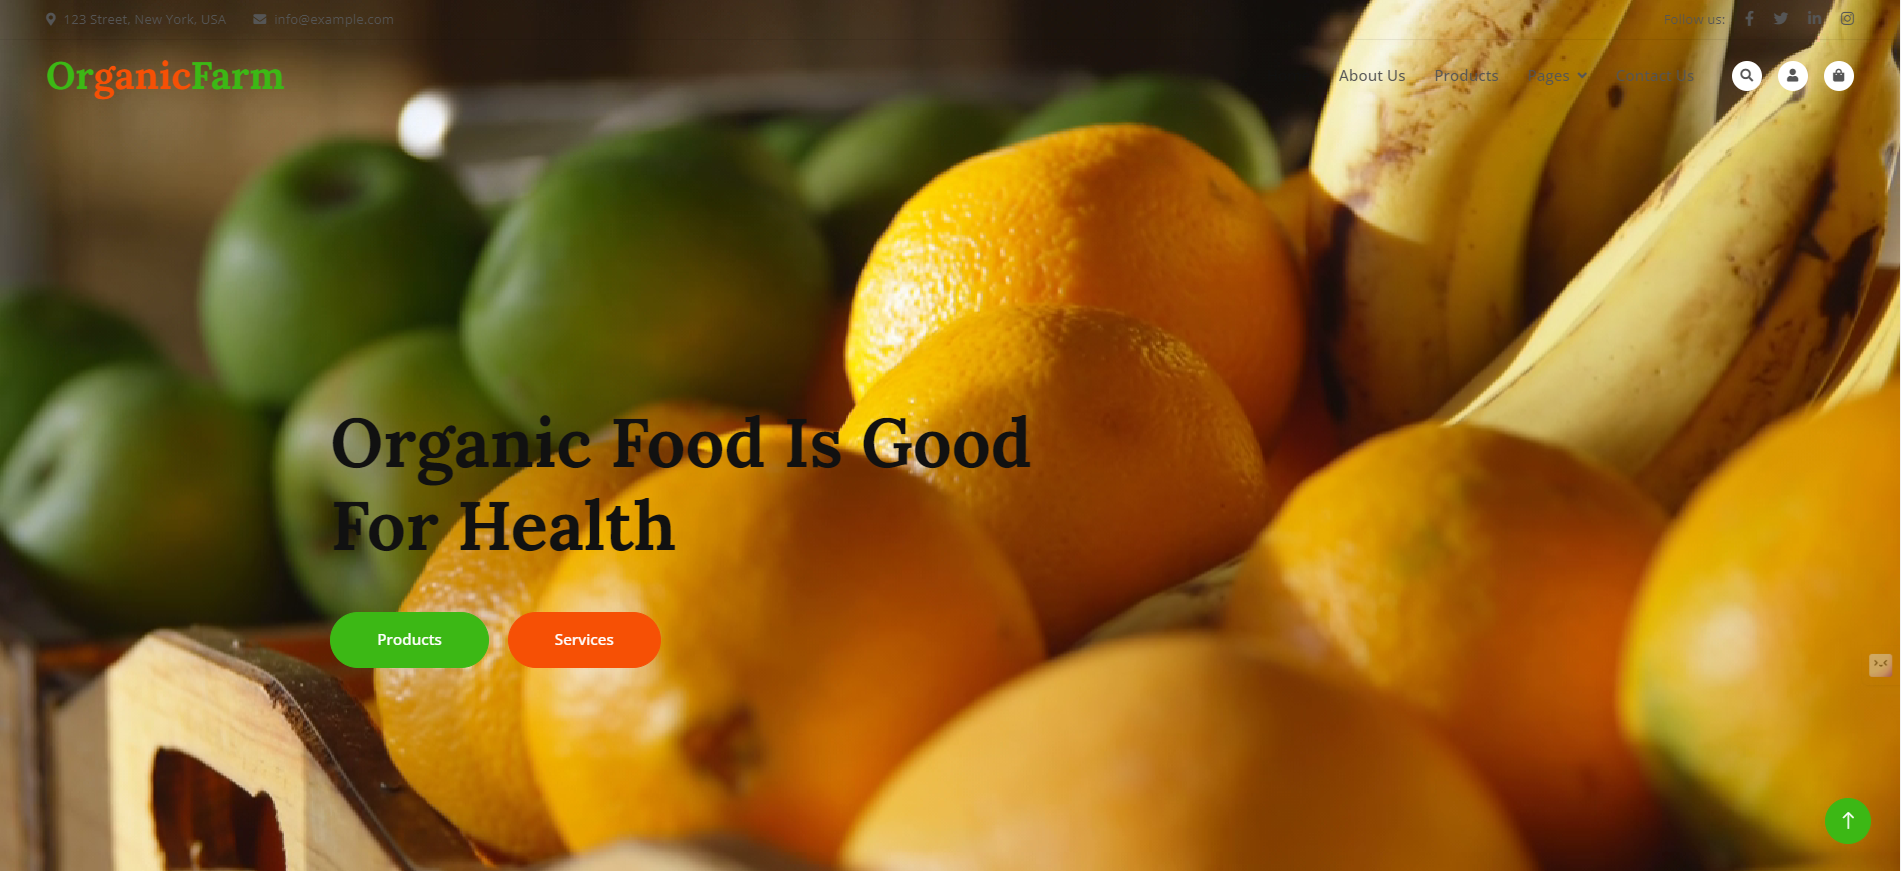 123 Street, New York, USA
info@example.com
Follow us:
OrganicFarm
About Us
Products
Pages
Contact Us
Organic Food Is Good
For Health
Products
Services